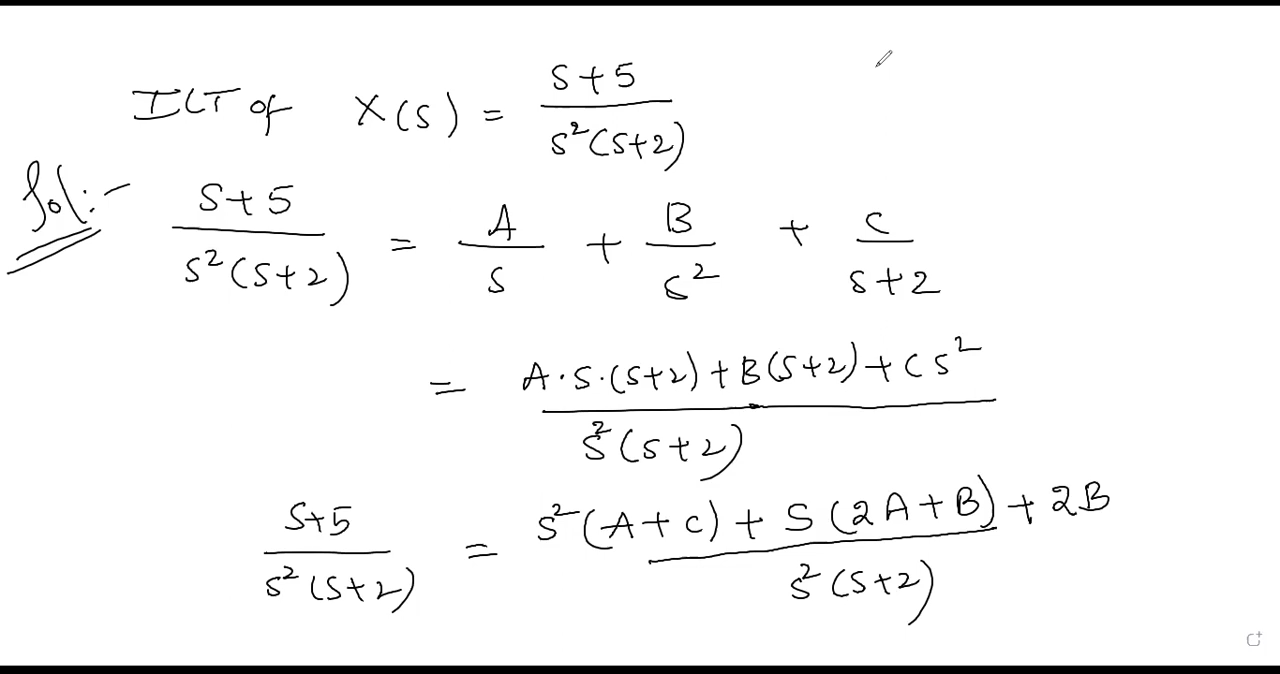 ILT of X(s) = s+5 / s²(s+2)
Sol:- s+5 / s²(s+2) = A / s + B / s² + C / s+2
= A·s·(s+2)+B(s+2)+Cs² / s²(s+2)
s+5 / s²(s+2) = s²(A+C) + s(2A+B) + 2B / s²(s+2)